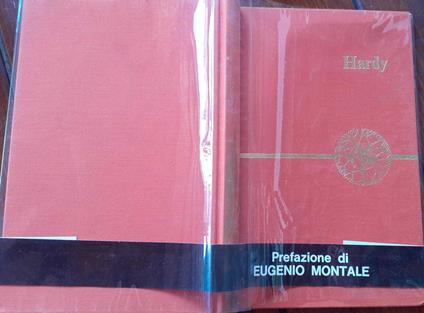 Hardy
Prefazione di
EUGENIO MONTALE